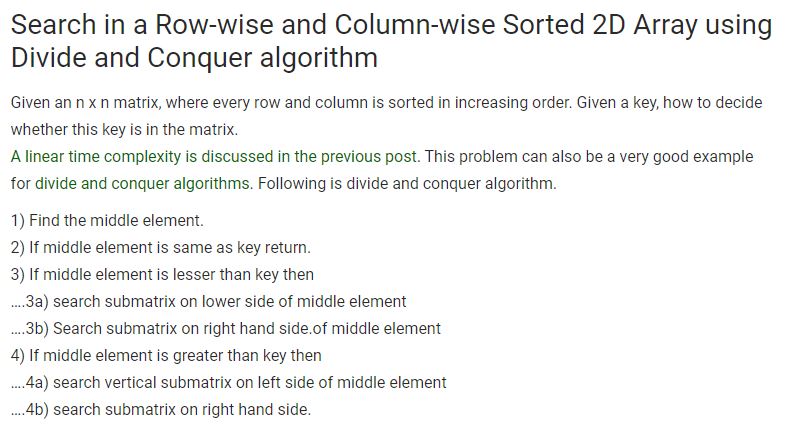 Search in a Row-wise and Column-wise Sorted 2D Array using
Divide and Conquer algorithm
Given an n x n matrix, where every row and column is sorted in increasing order. Given a key, how to decide
whether this key is in the matrix.
A linear time complexity is discussed in the previous post. This problem can also be a very good example
for divide and conquer algorithms. Following is divide and conquer algorithm.
1) Find the middle element.
2) If middle element is same as key return.
3) If middle element is lesser than key then
....3a) search submatrix on lower side of middle element
....3b) Search submatrix on right hand side.of middle element
4) If middle element is greater than key then
....4a) search vertical submatrix on left side of middle element
....4b) search submatrix on right hand side.